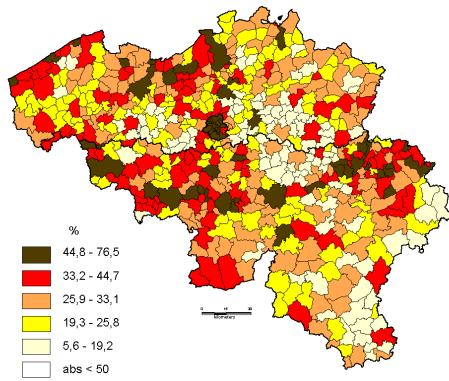 %
44,8 - 76,5
33,2 - 44,7
25,9 - 33,1
19,3 - 25,8
5,6 - 19,2
abs < 50
kilometers